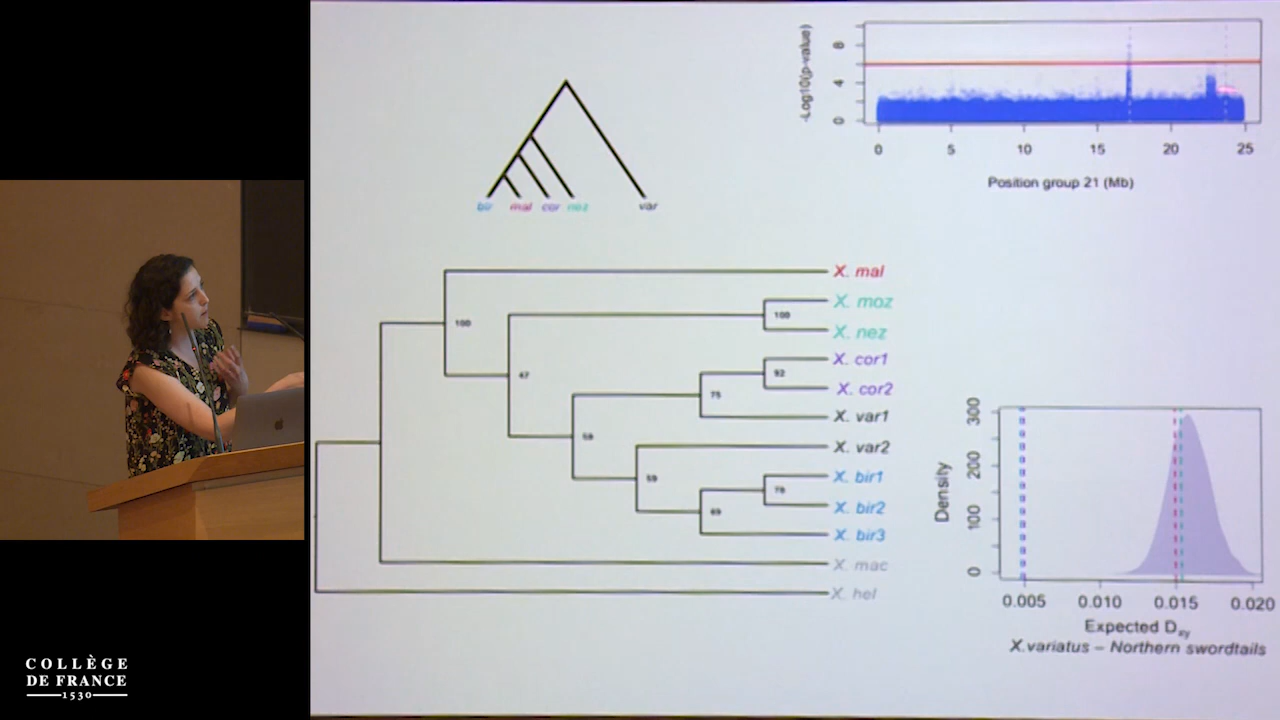 bir mal cor nez var
-Log10(p-value)
0 4 8
0 5 10 15 20 25
Position group 21 (Mb)
X. mal
X. moz
X. nez
X. cor1
X. cor2
X. var1
X. var2
X. bir1
X. bir2
X. bir3
X. mac
X. hel
100
100
47
92
75
59
78
69
Density
0 100 200 300
0.005 0.010 0.015 0.020
Expected Dxy
X.variatus – Northern swordtails
COLLÈGE
DE FRANCE
1530